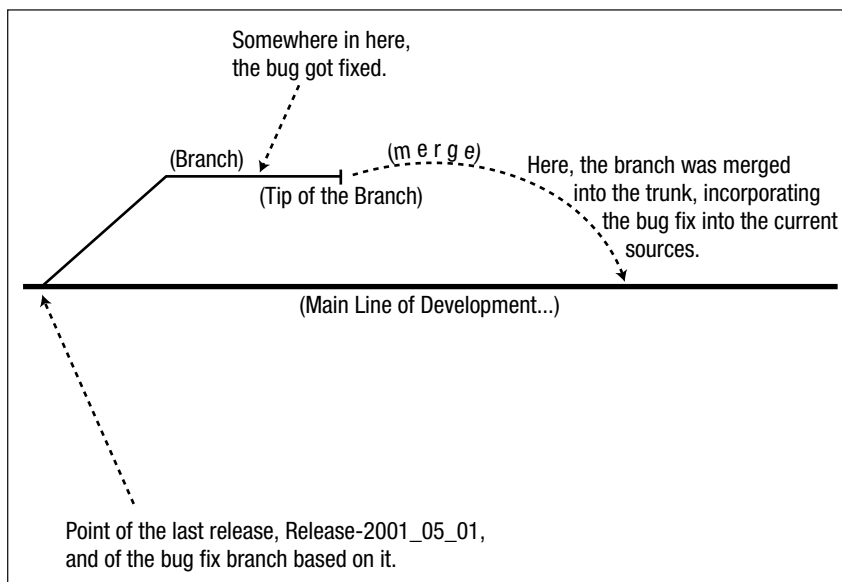 Somewhere in here,
the bug got fixed.
(Branch)
(merge)
(Tip of the Branch)
Here, the branch was merged
into the trunk, incorporating
the bug fix into the current
sources.
(Main Line of Development...)
Point of the last release, Release-2001_05_01,
and of the bug fix branch based on it.